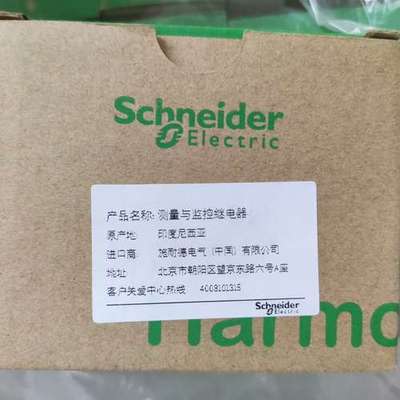 Schneider
Electric
产品名称: 测量与监控继电器
原产地: 印度尼西亚
进口商: 施耐德电气 (中国) 有限公司
地址: 北京市朝阳区望京东路六号A座
客户关爱中心热线 4008101315
Schneider
Electric
Harmo